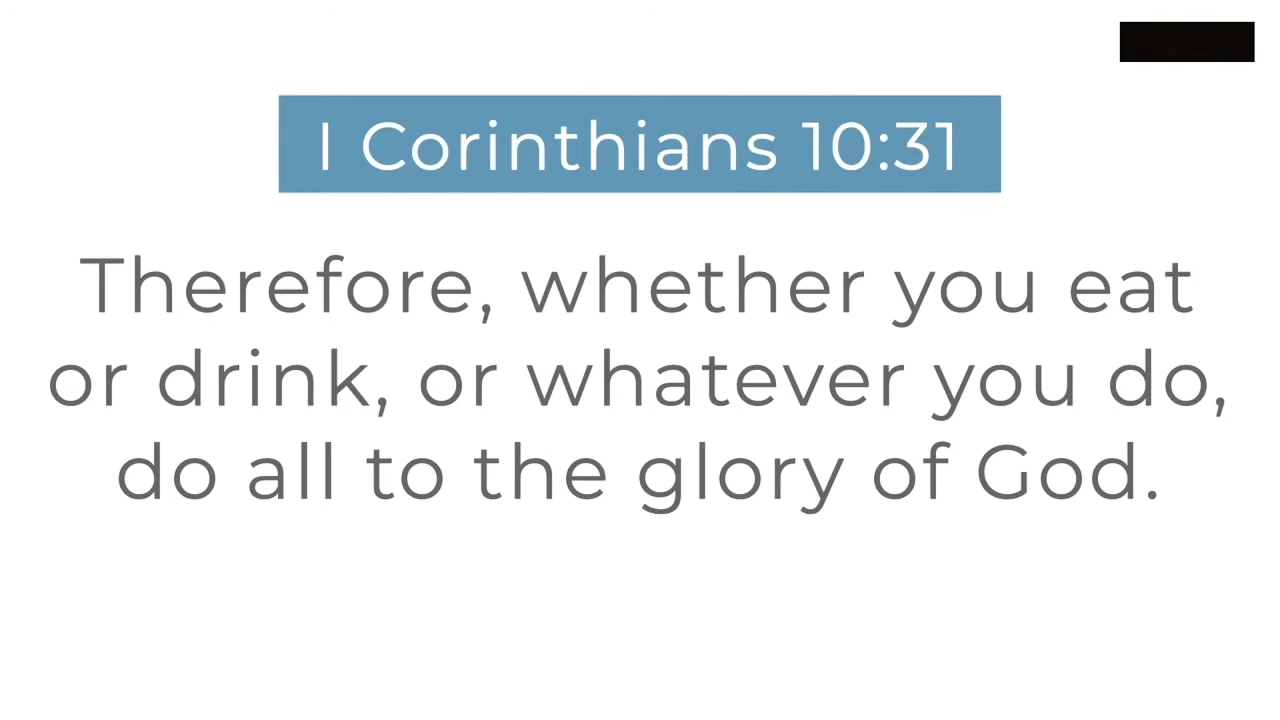 I Corinthians 10:31
Therefore, whether you eat
or drink, or whatever you do,
do all to the glory of God.